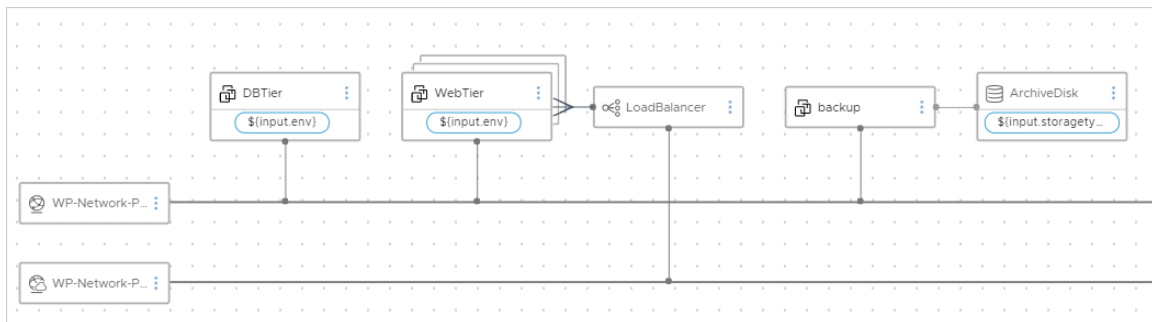 DBTier
${input.env}
WebTier
${input.env}
LoadBalancer
backup
ArchiveDisk
${input.storagety...
WP-Network-P...
WP-Network-P...